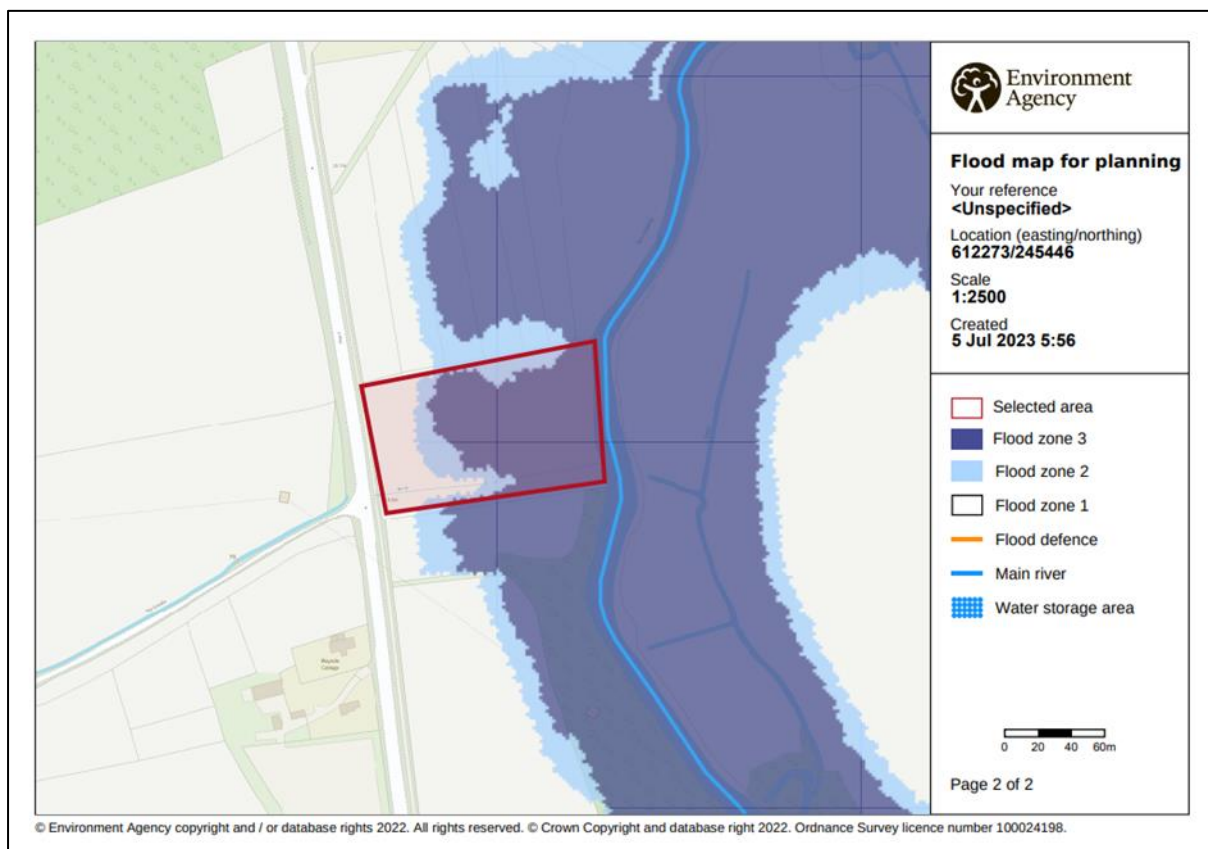 Environment
Agency
Flood map for planning
Your reference
<Unspecified>
Location (easting/northing)
612273/245446
Scale
1:2500
Created
5 Jul 2023 5:56
Selected area
Flood zone 3
Flood zone 2
Flood zone 1
Flood defence
Main river
Water storage area
0 20 40 60m
Page 2 of 2
© Environment Agency copyright and / or database rights 2022. All rights reserved. © Crown Copyright and database right 2022. Ordnance Survey licence number 100024198.